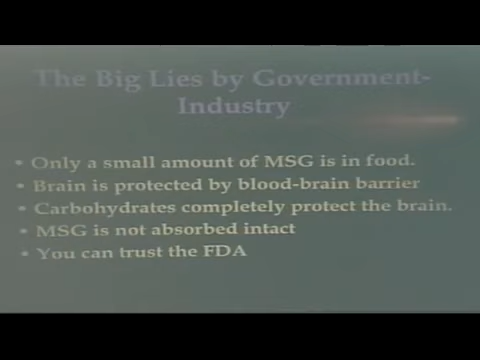 The Big Lies by Government-
Industry
• Only a small amount of MSG is in food.
• Brain is protected by blood-brain barrier
• Carbohydrates completely protect the brain.
• MSG is not absorbed intact
• You can trust the FDA